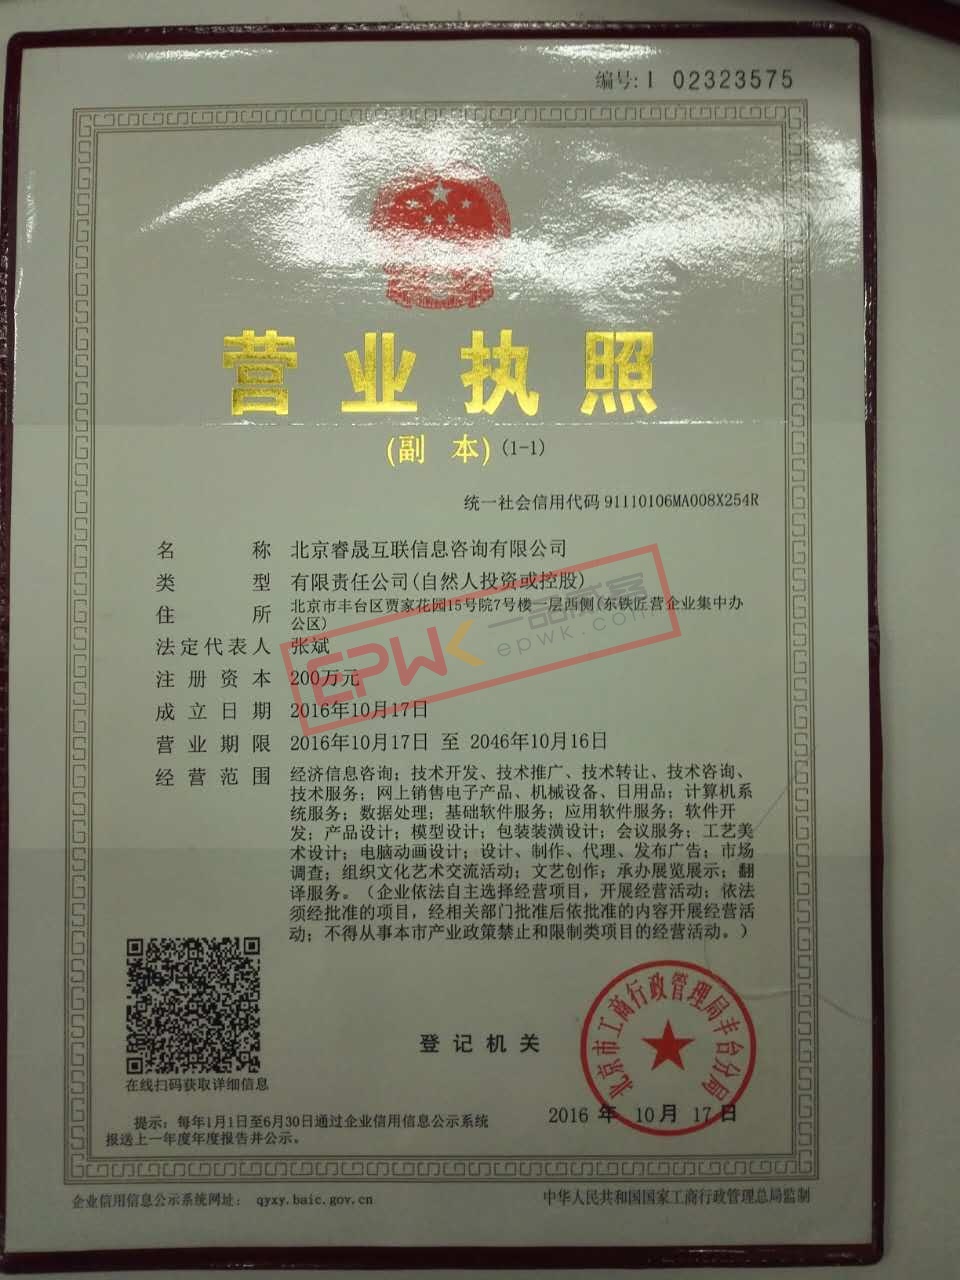 编号: 1 02323575
营业执照
(副 本) (1-1)
统一社会信用代码 91110106MA008X254R
名 称 北京睿晟互联信息咨询有限公司
类 型 有限责任公司(自然人投资或控股)
住 所 北京市丰台区贾家花园15号院7号楼一层西侧(东铁匠营企业集中办
公区)
法定代表人 张斌
注册资本 200万元
成立日期 2016年10月17日
营业期限 2016年10月17日 至 2046年10月16日
经营范围 经济信息咨询；技术开发、技术推广、技术转让、技术咨询、
技术服务；网上销售电子产品、机械设备、日用品；计算机系
统服务；数据处理；基础软件服务；应用软件服务；软件开
发；产品设计；模型设计；包装装潢设计；会议服务；工艺美
术设计；电脑动画设计；设计、制作、代理、发布广告；市场
调查；组织文化艺术交流活动；文艺创作；承办展览展示；翻
译服务。（企业依法自主选择经营项目，开展经营活动；依法
须经批准的项目，经相关部门批准后依批准的内容开展经营活
动；不得从事本市产业政策禁止和限制类项目的经营活动。）
EPWK 一品威客
epwk.com
在线扫码获取详细信息
登记机关
北京市工商行政管理局丰台分局
2016 年 10月 17日
提示：每年1月1日至6月30日通过企业信用信息公示系统
报送上一年度年度报告并公示。
企业信用信息公示系统网址： qyxy.baic.gov.cn
中华人民共和国国家工商行政管理总局监制